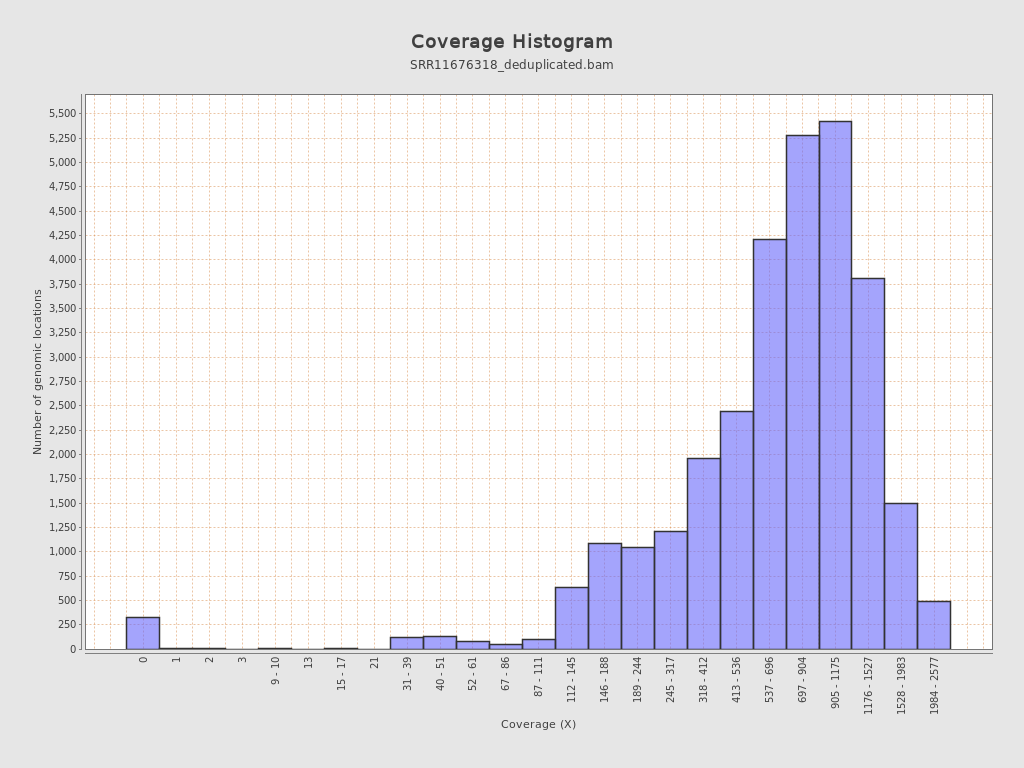 Coverage Histogram
SRR11676318_deduplicated.bam
Number of genomic locations
5,500
5,250
5,000
4,750
4,500
4,250
4,000
3,750
3,500
3,250
3,000
2,750
2,500
2,250
2,000
1,750
1,500
1,250
1,000
750
500
250
0
0
1
2
3
9 - 10
13
15 - 17
21
31 - 39
40 - 51
52 - 61
67 - 86
87 - 111
112 - 145
146 - 188
189 - 244
245 - 317
318 - 412
413 - 536
537 - 696
697 - 904
905 - 1175
1176 - 1527
1528 - 1983
1984 - 2577
Coverage (X)